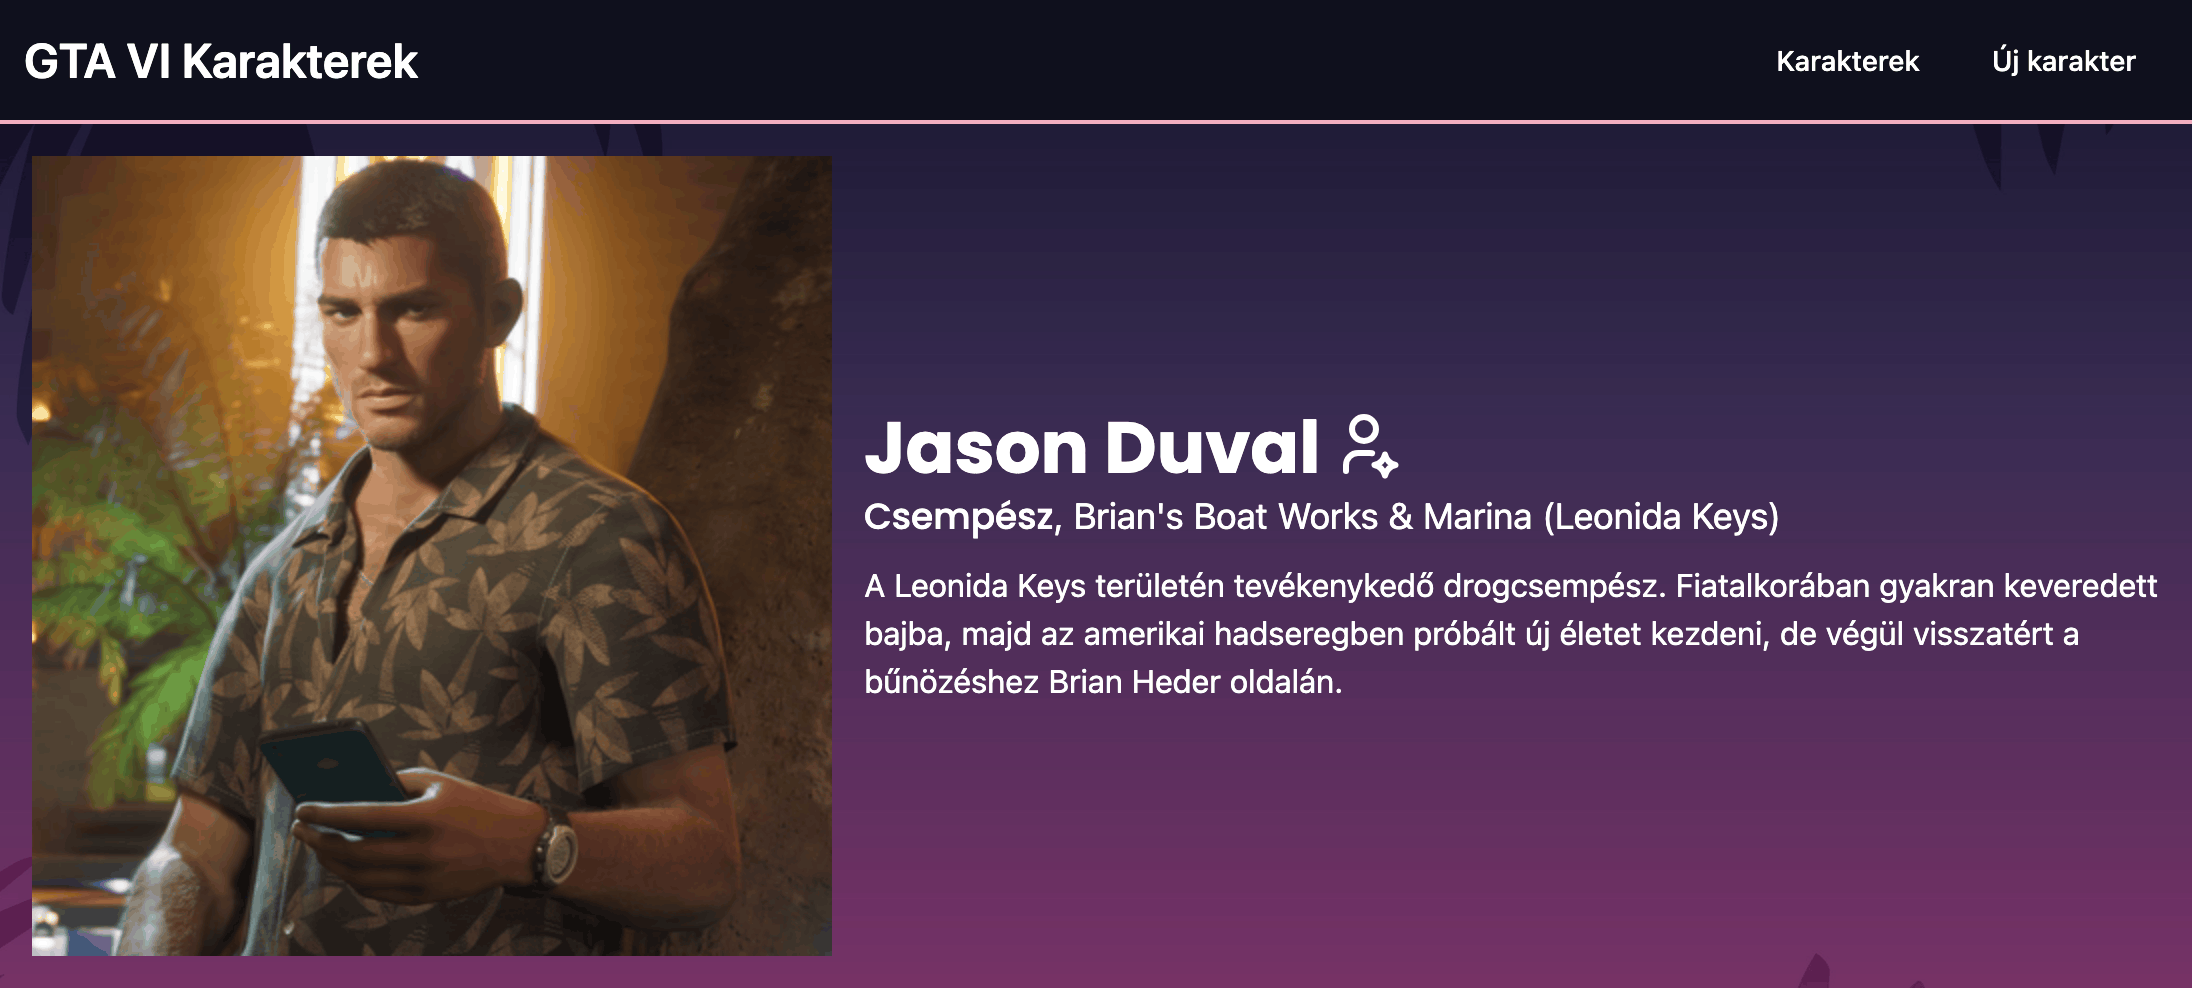 GTA VI Karakterek
Karakterek
Új karakter
Jason Duval
Csempész, Brian's Boat Works & Marina (Leonida Keys)
A Leonida Keys területén tevékenykedő drogcsempész. Fiatalkorában gyakran keveredett
bajba, majd az amerikai hadseregben próbált új életet kezdeni, de végül visszatért a
bűnözéshez Brian Heder oldalán.